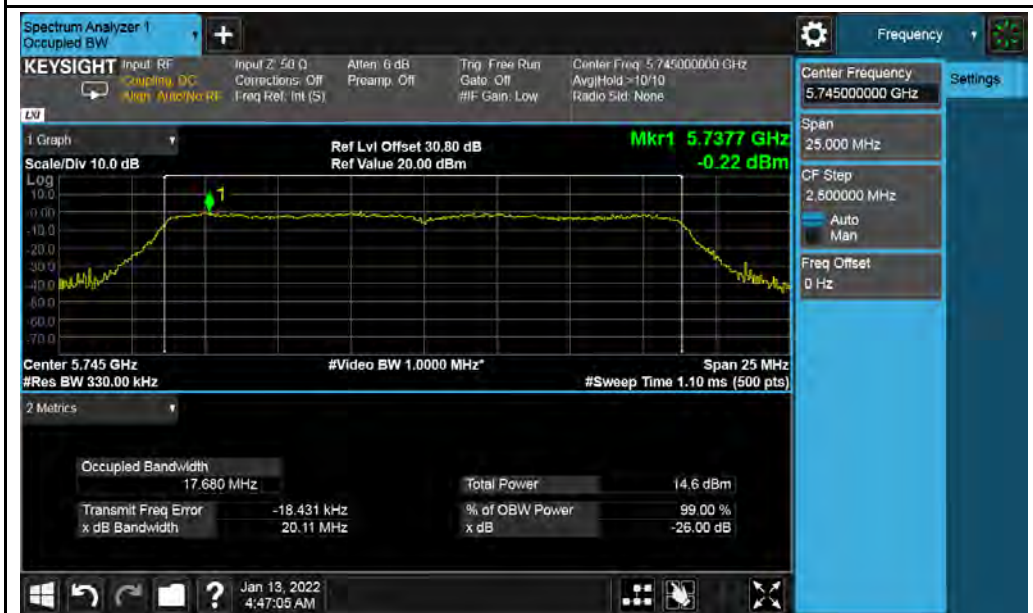 Spectrum Analyzer 1
Occupied BW
+
Frequency
KEYSIGHT
Input: RF
Coupling: DC
Align: Auto/No RF
Input Z: 50 Ω
Corrections: Off
Freq Ref: Int (S)
Atten: 6 dB
Preamp: Off
Trig: Free Run
Gate: Off
#IF Gain: Low
Center Freq: 5.745000000 GHz
Avg|Hold:>10/10
Radio Std: None
LXI
1 Graph
Scale/Div 10.0 dB
Ref Lvl Offset 30.80 dB
Ref Value 20.00 dBm
Mkr1 5.7377 GHz
-0.22 dBm
Log
10.0
0.00
-10.0
-20.0
-30.0
-40.0
-50.0
-60.0
-70.0
1
Center 5.745 GHz
#Video BW 1.0000 MHz*
Span 25 MHz
#Res BW 330.00 kHz
#Sweep Time 1.10 ms (500 pts)
2 Metrics
Occupied Bandwidth
17.680 MHz
Total Power
14.6 dBm
Transmit Freq Error
-18.431 kHz
% of OBW Power
99.00 %
x dB Bandwidth
20.11 MHz
x dB
-26.00 dB
Center Frequency
5.745000000 GHz
Settings
Span
25.000 MHz
CF Step
2.500000 MHz
Auto
Man
Freq Offset
0 Hz
?
Jan 13, 2022
4:47:05 AM